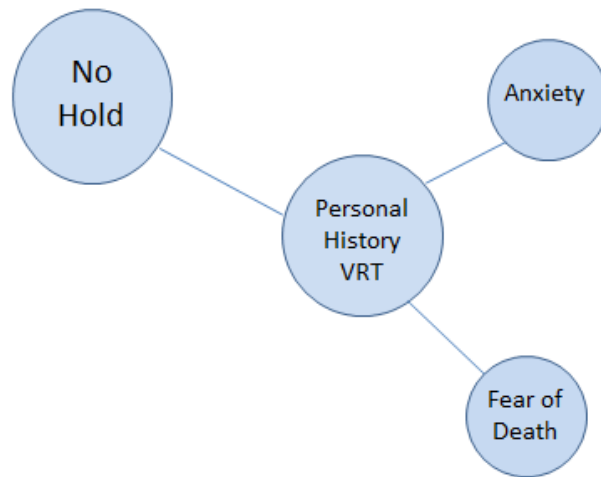 No
Hold
Anxiety
Personal
History
VRT
Fear of
Death